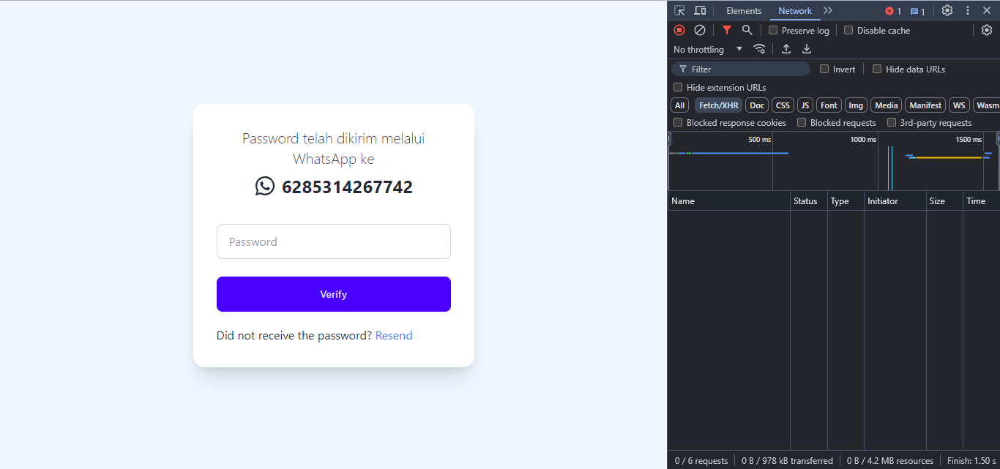 Password telah dikirim melalui
WhatsApp ke
6285314267742
Password
Verify
Did not receive the password? Resend
Elements Network 1 1
Preserve log Disable cache
No throttling
Filter Invert Hide data URLs
Hide extension URLs
All Fetch/XHR Doc CSS JS Font Img Media Manifest WS Wasm
Blocked response cookies Blocked requests 3rd-party requests
500 ms 1000 ms 1500 ms
Name Status Type Initiator Size Time
0 / 6 requests 0 B / 978 kB transferred 0 B / 4.2 MB resources Finish: 1.50 s